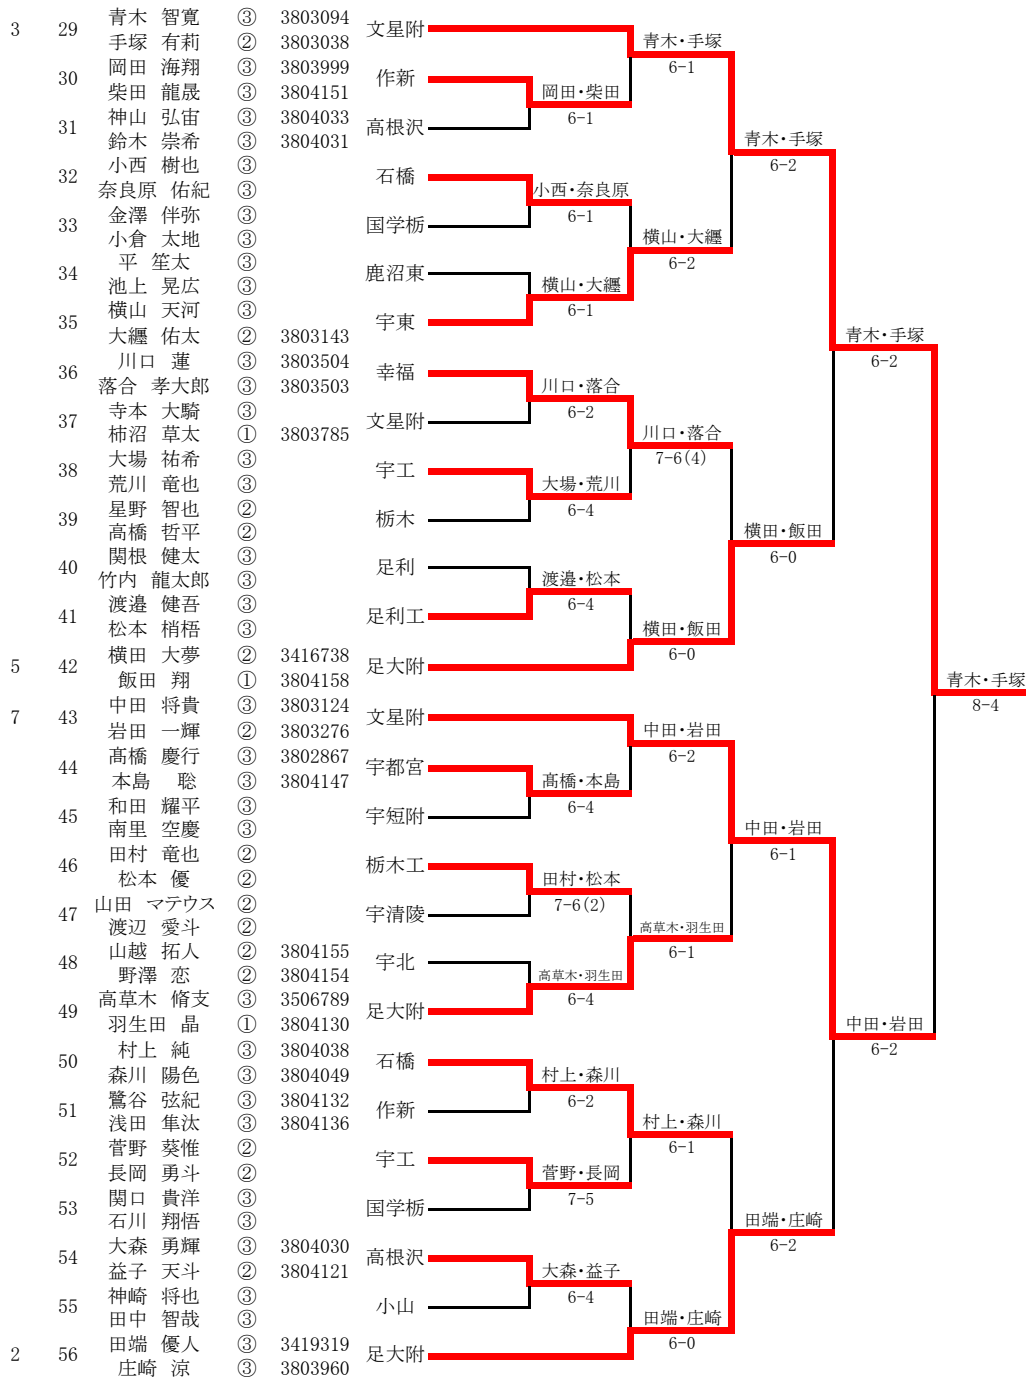 青木 智寛 ③ 3803094
3 29 文星附
手塚 有莉 ② 3803038
青木・手塚
6-1
岡田 海翔 ③ 3803999
30 作新
柴田 龍晟 ③ 3804151
岡田・柴田
6-1
神山 弘宙 ③ 3804033
31 高根沢
鈴木 崇希 ③ 3804031
青木・手塚
6-2
小西 樹也 ③
32 石橋
奈良原 佑紀 ③
小西・奈良原
6-1
金澤 伴弥 ③
33 国学栃
小倉 太地 ③
横山・大纒
6-2
平 笙太 ③
34 鹿沼東
池上 晃広 ③
横山・大纒
6-1
横山 天河 ③
35 宇東
大纒 佑太 ② 3803143
青木・手塚
6-2
川口 蓮 ③ 3803504
36 幸福
落合 孝大郎 ③ 3803503
川口・落合
6-2
寺本 大騎 ③
37 文星附
柿沼 草太 ① 3803785
川口・落合
7-6(4)
大場 祐希 ③
38 宇工
荒川 竜也 ③
大場・荒川
6-4
星野 智也 ②
39 栃木
高橋 哲平 ②
横田・飯田
6-0
関根 健太 ③
40 足利
竹内 龍太郎 ③
渡邉・松本
6-4
渡邉 健吾 ③
41 足利工
松本 梢梧 ③
横田・飯田
6-0
横田 大夢 ② 3416738
5 42 足大附
飯田 翔 ① 3804158
青木・手塚
8-4
中田 将貴 ③ 3803124
7 43 文星附
岩田 一輝 ② 3803276
中田・岩田
6-2
髙橋 慶行 ③ 3802867
44 宇都宮
本島 聡 ③ 3804147
髙橋・本島
6-4
和田 耀平 ③
45 宇短附
南里 空慶 ③
中田・岩田
6-1
田村 竜也 ②
46 栃木工
松本 優 ②
田村・松本
7-6(2)
山田 マテウス ②
47 宇清陵
渡辺 愛斗 ②
高草木・羽生田
6-1
山越 拓人 ② 3804155
48 宇北
野澤 恋 ② 3804154
高草木・羽生田
6-4
高草木 脩支 ③ 3506789
49 足大附
羽生田 晶 ① 3804130
中田・岩田
6-2
村上 純 ③ 3804038
50 石橋
森川 陽色 ③ 3804049
村上・森川
6-2
鷺谷 弦紀 ③ 3804132
51 作新
浅田 隼汰 ③ 3804136
村上・森川
6-1
菅野 葵惟 ②
52 宇工
長岡 勇斗 ②
菅野・長岡
7-5
関口 貴洋 ③
53 国学栃
石川 翔悟 ③
田端・庄崎
6-2
大森 勇輝 ③ 3804030
54 高根沢
益子 天斗 ② 3804121
大森・益子
6-4
神崎 将也 ③
55 小山
田中 智哉 ③
田端・庄崎
6-0
田端 優人 ③ 3419319
2 56 足大附
庄崎 涼 ③ 3803960